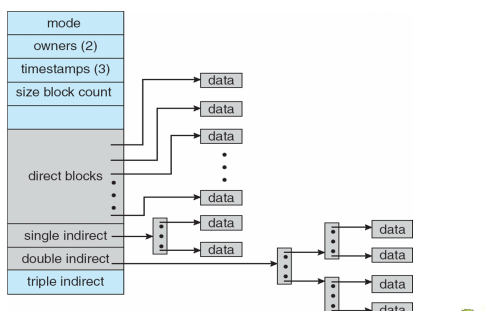 mode
owners (2)
timestamps (3)
size block count
data
data
data
direct blocks
data
data
single indirect
data
double indirect
triple indirect
data
data
data
data